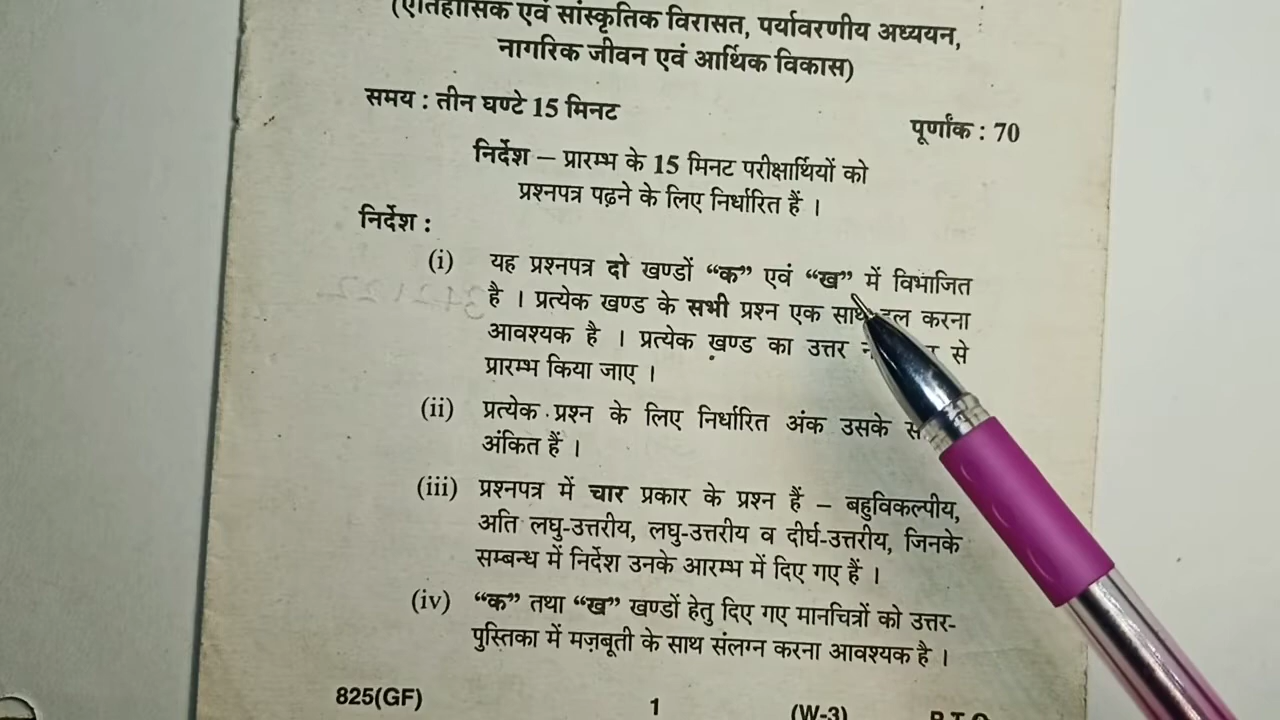 (ऐतिहासिक एवं सांस्कृतिक विरासत, पर्यावरणीय अध्ययन,
नागरिक जीवन एवं आर्थिक विकास)
समय : तीन घण्टे 15 मिनट
पूर्णांक : 70
निर्देश – प्रारम्भ के 15 मिनट परीक्षार्थियों को
प्रश्नपत्र पढ़ने के लिए निर्धारित हैं ।
निर्देश :
(i) यह प्रश्नपत्र दो खण्डों “क” एवं “ख” में विभाजित
है । प्रत्येक खण्ड के सभी प्रश्न एक साथ हल करना
आवश्यक है । प्रत्येक खण्ड का उत्तर से
प्रारम्भ किया जाए ।
(ii) प्रत्येक प्रश्न के लिए निर्धारित अंक उसके
अंकित हैं ।
(iii) प्रश्नपत्र में चार प्रकार के प्रश्न हैं – बहुविकल्पीय,
अति लघु-उत्तरीय, लघु-उत्तरीय व दीर्घ-उत्तरीय, जिनके
सम्बन्ध में निर्देश उनके आरम्भ में दिए गए हैं ।
(iv) “क” तथा “ख” खण्डों हेतु दिए गए मानचित्रों को उत्तर-
पुस्तिका में मज़बूती के साथ संलग्न करना आवश्यक है ।
825(GF) 1 (W-3) P.T.O.